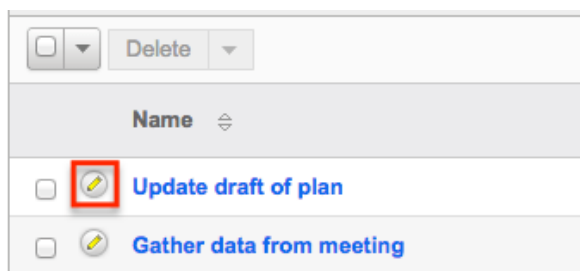 Delete
Name
Update draft of plan
Gather data from meeting